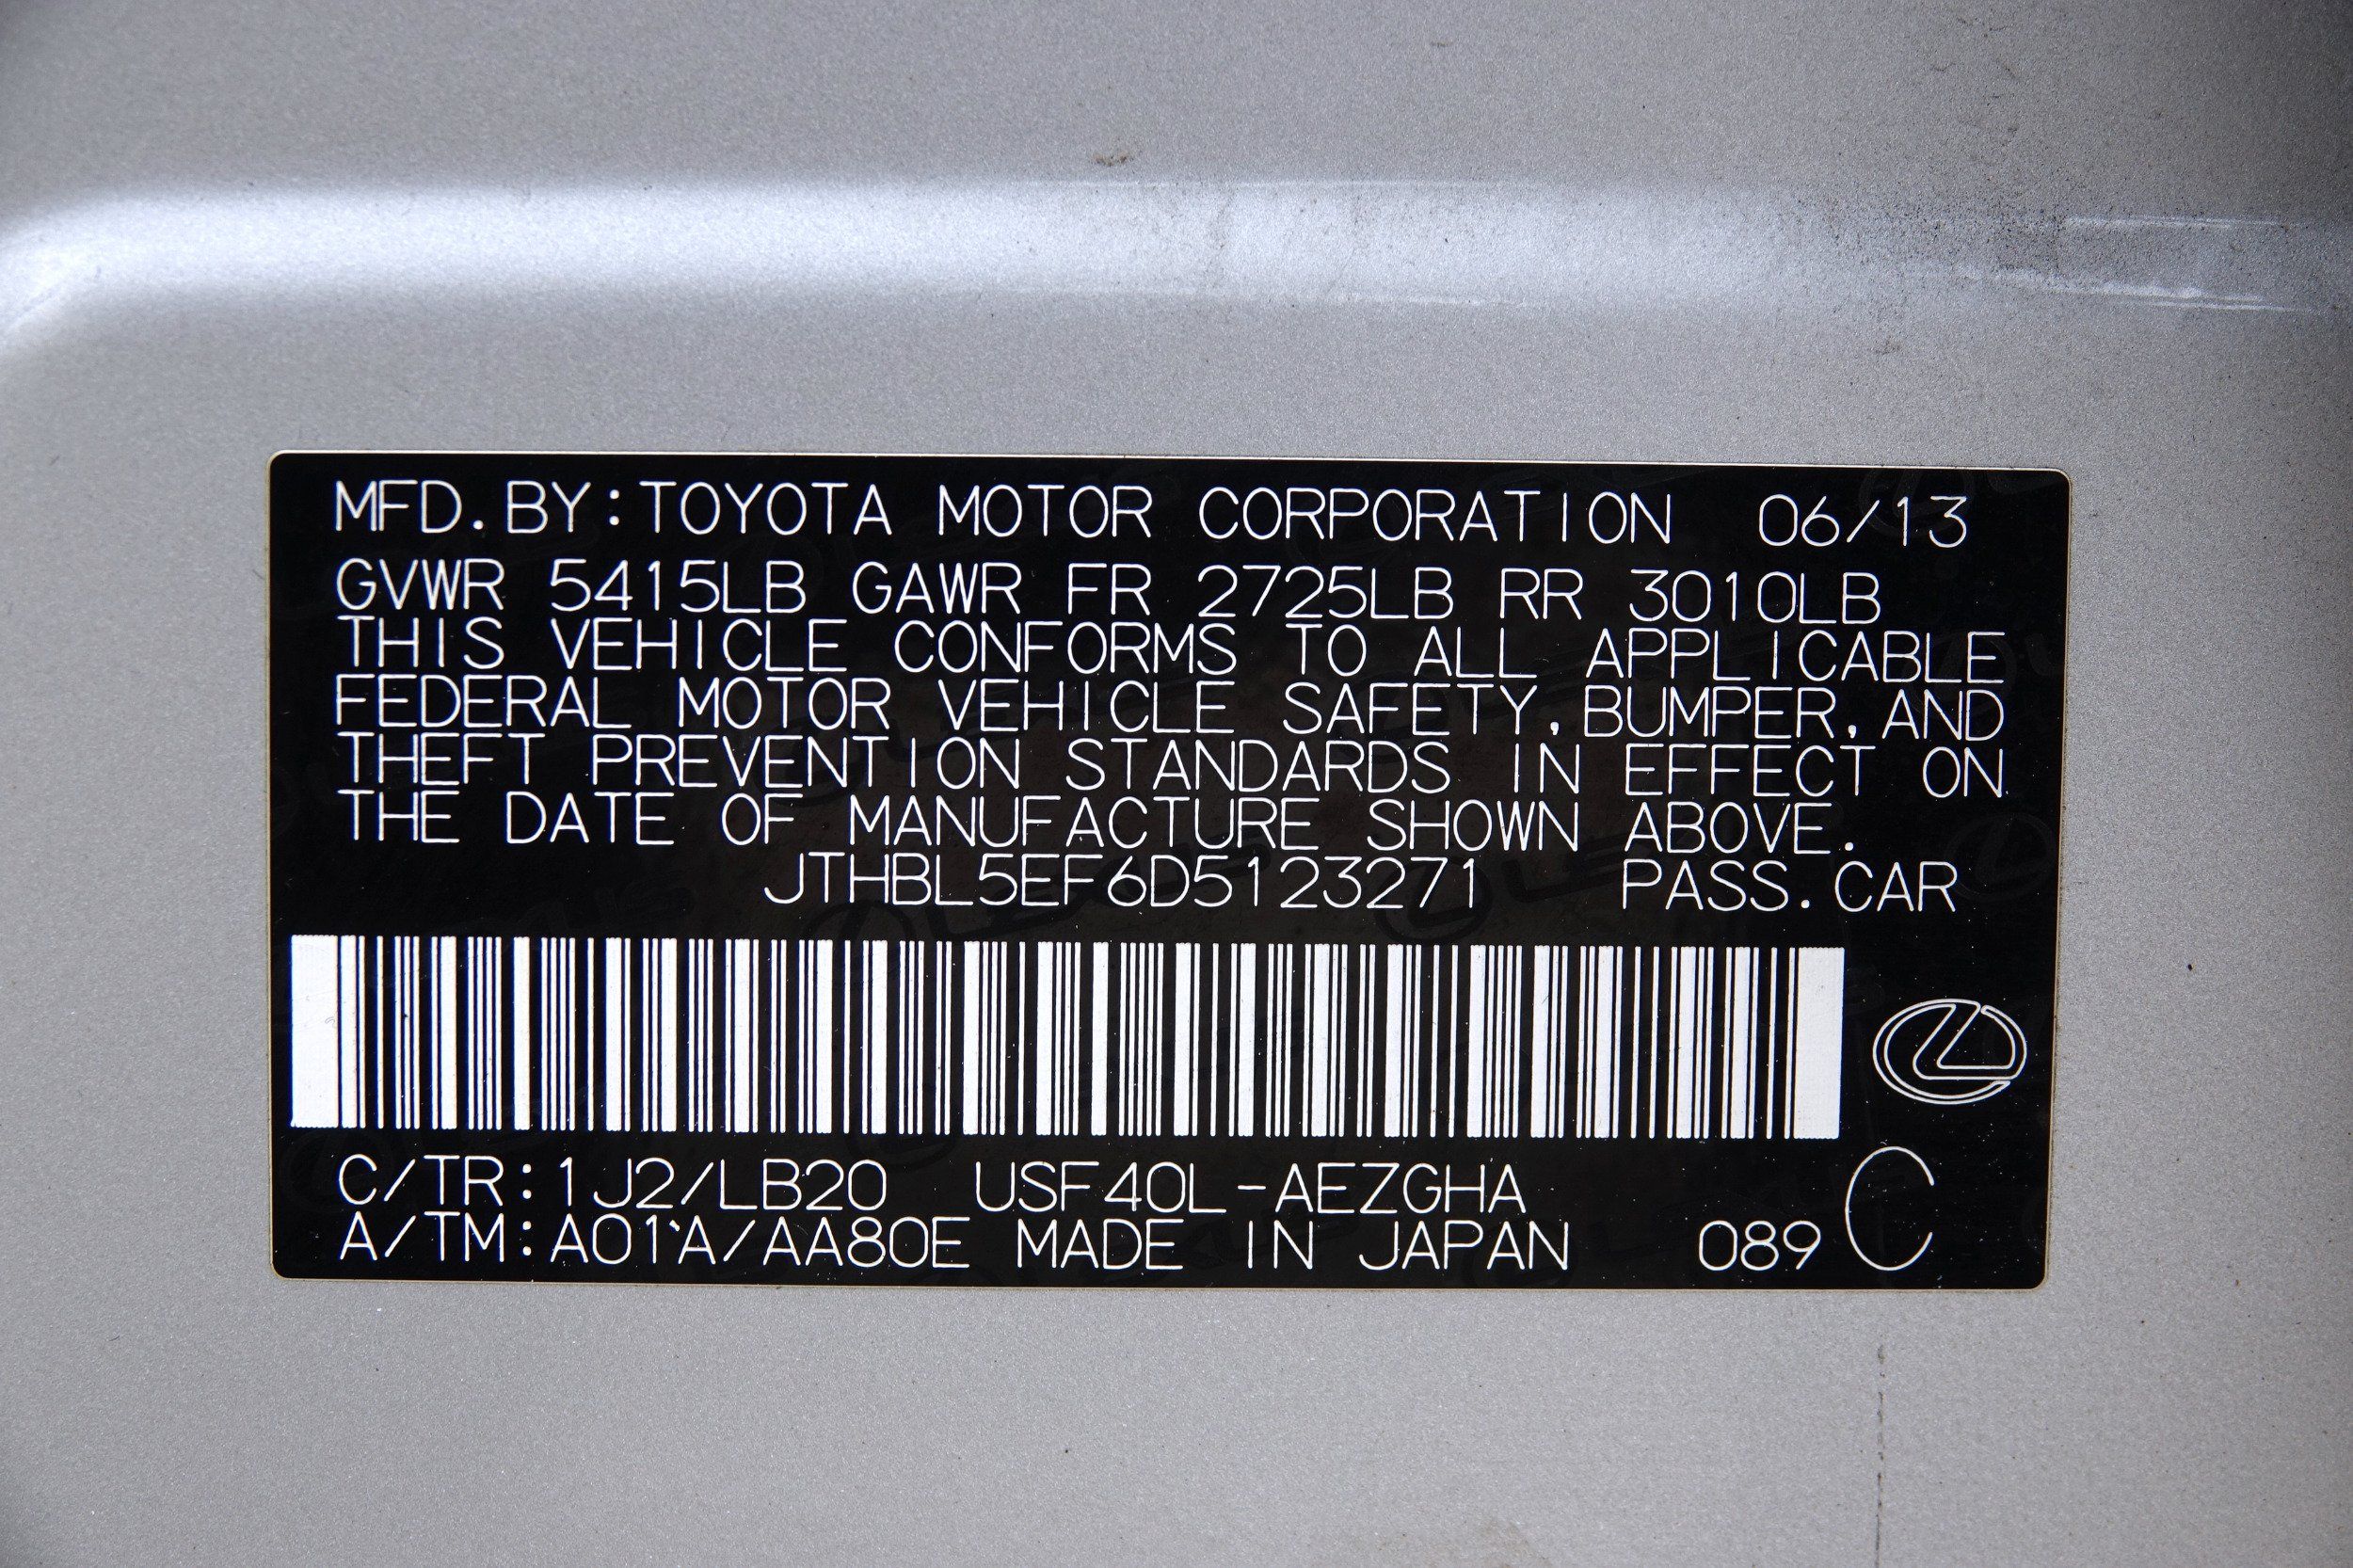 MFD.BY:TOYOTA MOTOR CORPORATION 06/13
GVWR 5415LB GAWR FR 2725LB RR 3010LB
THIS VEHICLE CONFORMS TO ALL APPLICABLE
FEDERAL MOTOR VEHICLE SAFETY,BUMPER,AND
THEFT PREVENTION STANDARDS IN EFFECT ON
THE DATE OF MANUFACTURE SHOWN ABOVE.
JTHBL5EF6D5123271 PASS.CAR
C/TR:1J2/LB20 USF40L-AEZGHA
A/TM:A01A/AA80E MADE IN JAPAN 089 C